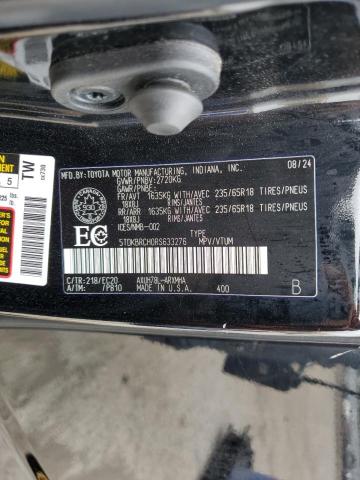 MFD.BY:TOYOTA MOTOR MANUFACTURING, INDIANA, INC. 08/24
GVWR/PNBV:2720KG
GAWR/PNBE:
FR/AVT 1635KG WITH/AVEC 235/65R18 TIRES/PNEUS
18X8J RIMS/JANTES
RR/ARR 1635KG WITH/AVEC 235/65R18 TIRES/PNEUS
18X8J RIMS/JANTES
ICES/NMB-002
TYPE
5TDKBRCH0RS633276 MPV/VTUM
EC
C/TR:218/EC20 AXUH78L-ARXMHA
A/TM: /P810 MADE IN U.S.A. 400
B
TW